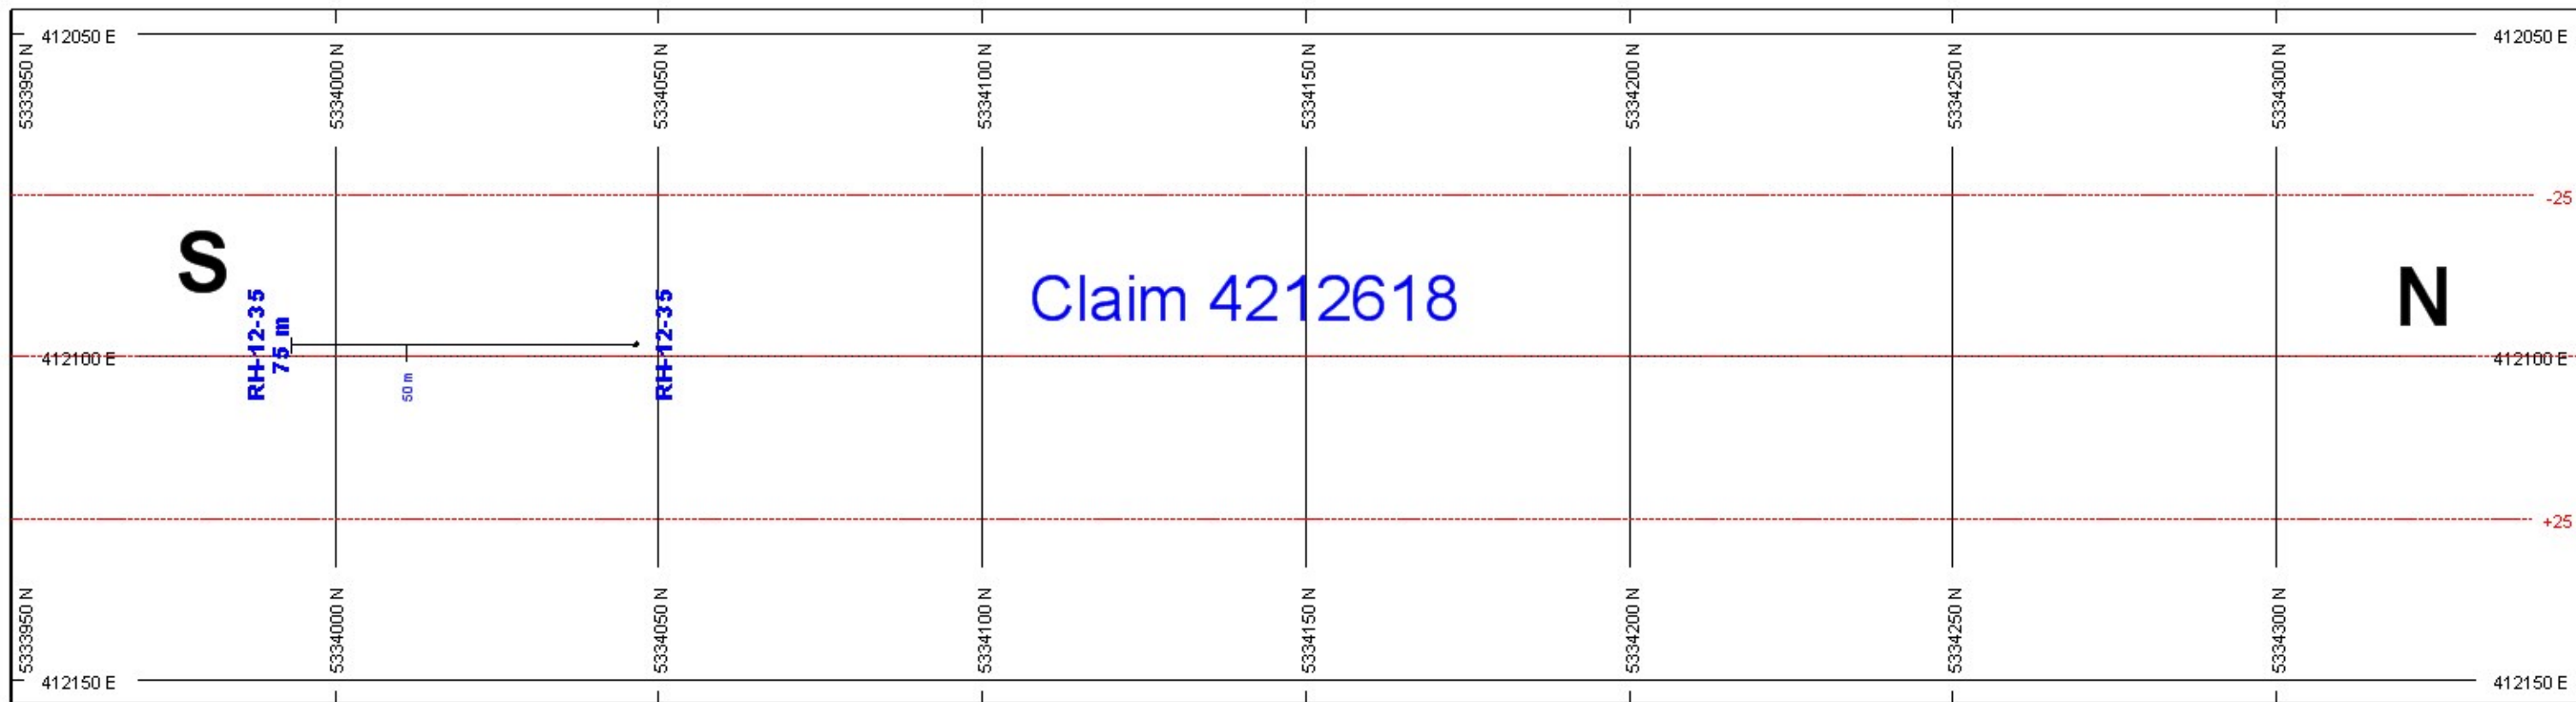 412050 E
412050 E
5333950 N
5334000 N
5334050 N
5334100 N
5334150 N
5334200 N
5334250 N
5334300 N
-25
S
N
Claim 4212618
RH-12-35
75 m
RH-12-35
412100 E
412100 E
50 m
+25
5333950 N
5334000 N
5334050 N
5334100 N
5334150 N
5334200 N
5334250 N
5334300 N
412150 E
412150 E